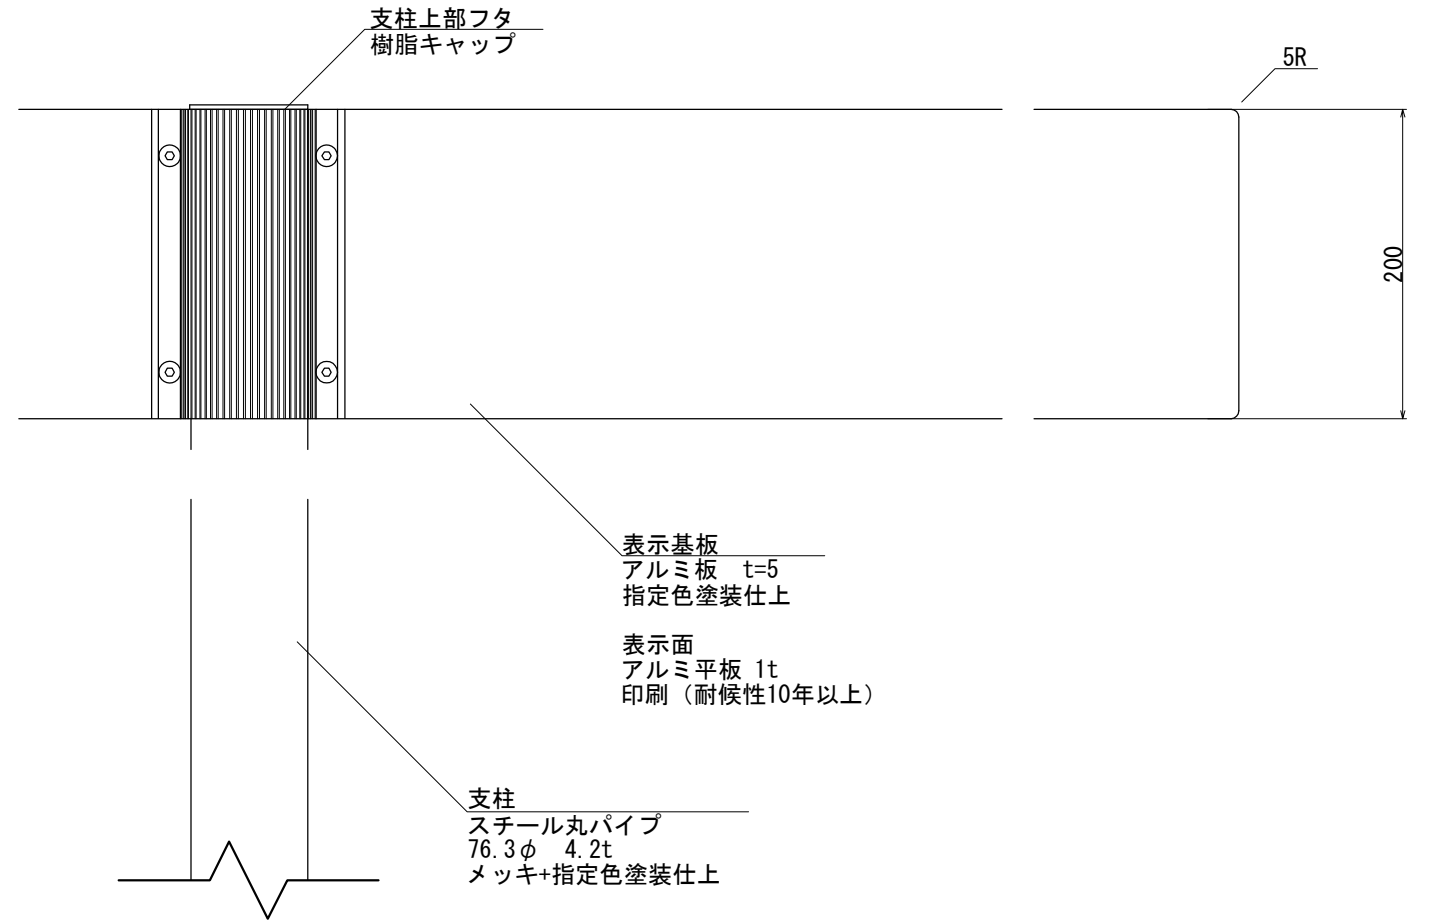 支柱上部フタ
樹脂キャップ
5R
200
表示基板
アルミ板　t=5
指定色塗装仕上
表示面
アルミ平板 1t
印刷（耐候性10年以上）
支柱
スチール丸パイプ
76.3φ　4.2t
メッキ+指定色塗装仕上